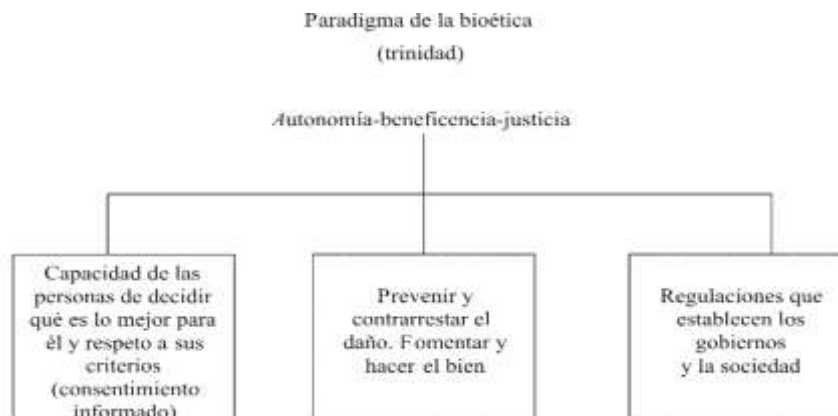 Paradigma de la bioética
(trinidad)
Autonomía-beneficencia-justicia
Capacidad de las
personas de decidir
qué es lo mejor para
él y respeto a sus
criterios
(consentimiento
informado)
Prevenir y
contrarrestar el
daño. Fomentar y
hacer el bien
Regulaciones que
establecen los
gobiernos
y la sociedad